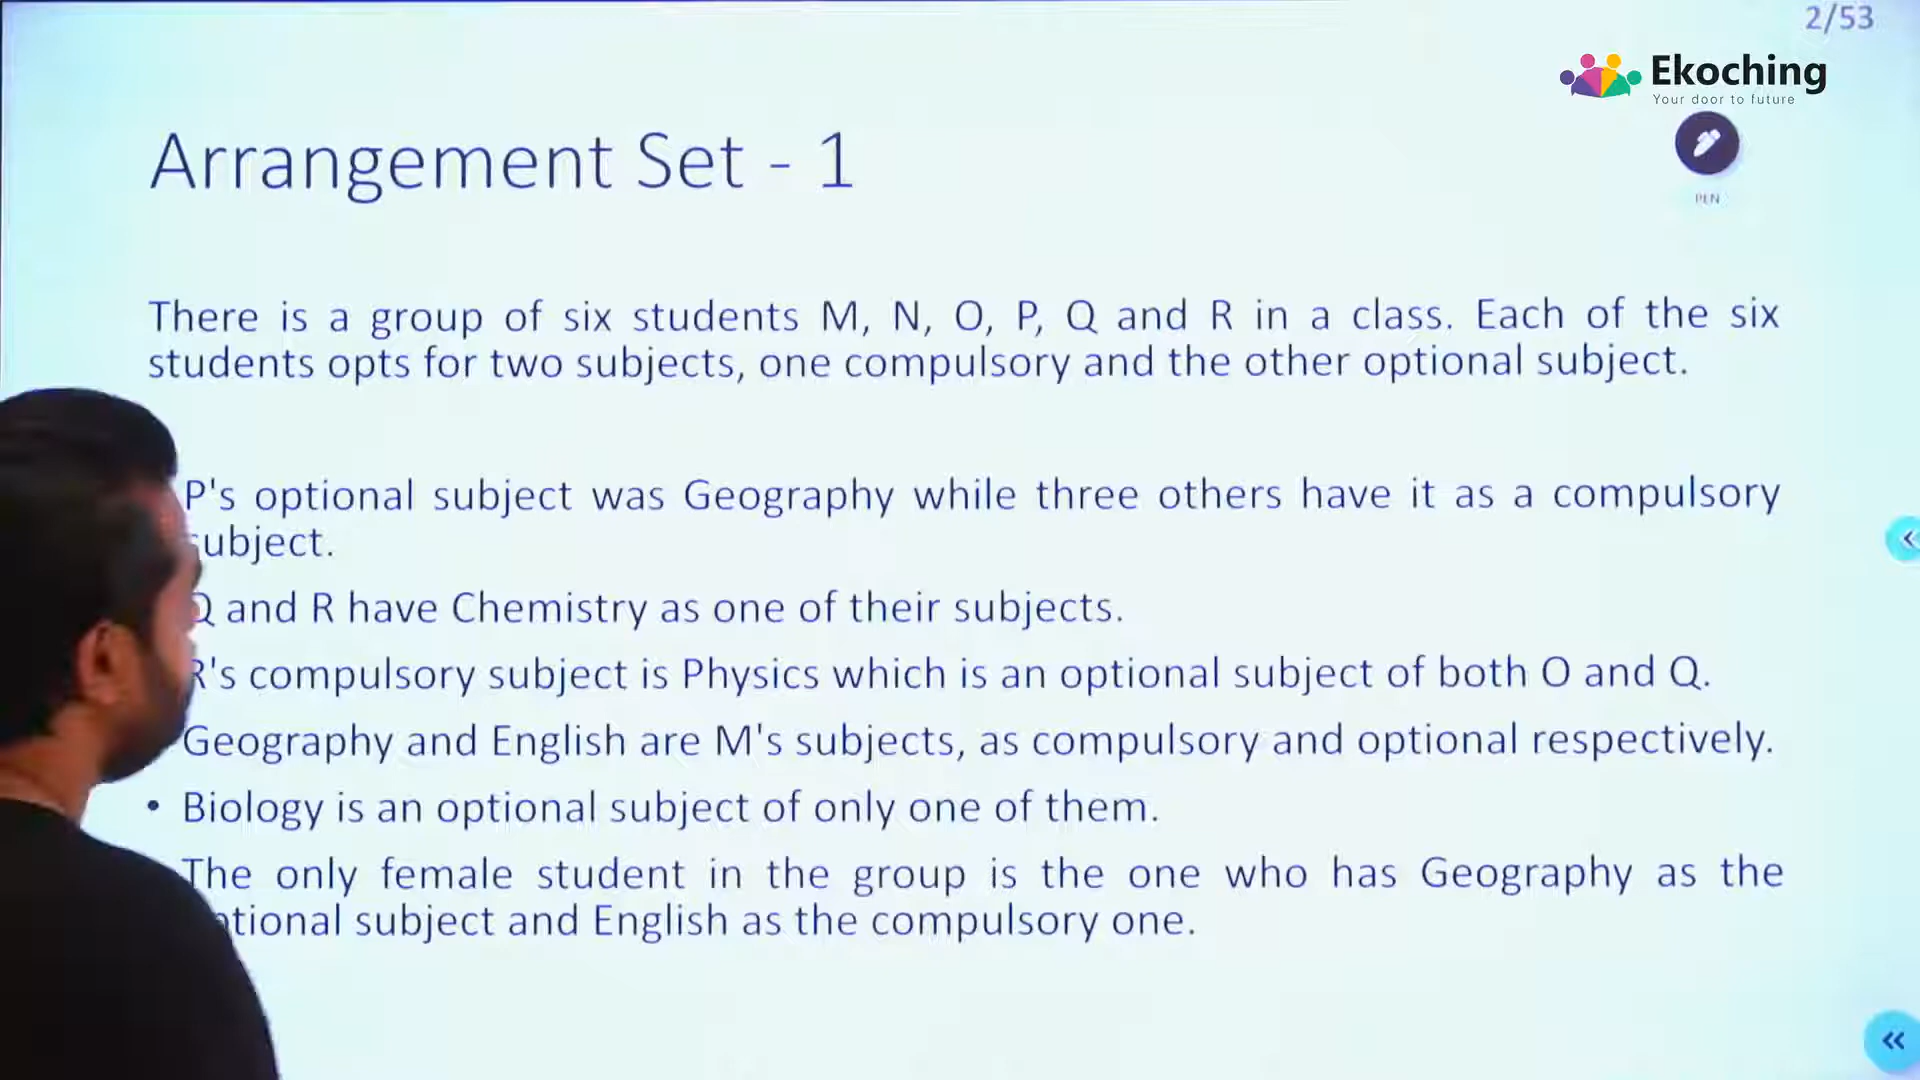 2/53
Ekoching
Your door to future
PEN
Arrangement Set - 1
There is a group of six students M, N, O, P, Q and R in a class. Each of the six
students opts for two subjects, one compulsory and the other optional subject.
P's optional subject was Geography while three others have it as a compulsory
subject.
Q and R have Chemistry as one of their subjects.
R's compulsory subject is Physics which is an optional subject of both O and Q.
Geography and English are M's subjects, as compulsory and optional respectively.
• Biology is an optional subject of only one of them.
The only female student in the group is the one who has Geography as the
optional subject and English as the compulsory one.